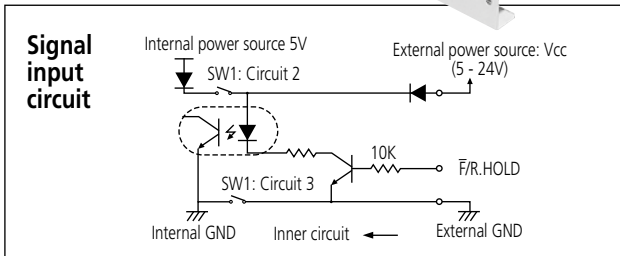 Signal
input
circuit
Internal power source 5V
External power source: Vcc
(5 - 24V)
SW1: Circuit 2
10K
F̅/R.HOLD
SW1: Circuit 3
Internal GND
Inner circuit
External GND